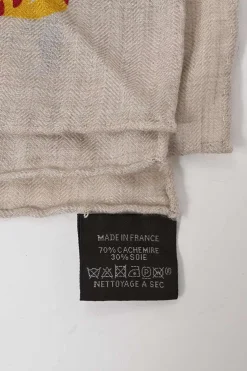 MADE IN FRANCE
70% CACHEMIRE
30% SOIE
NETTOYAGE A SEC